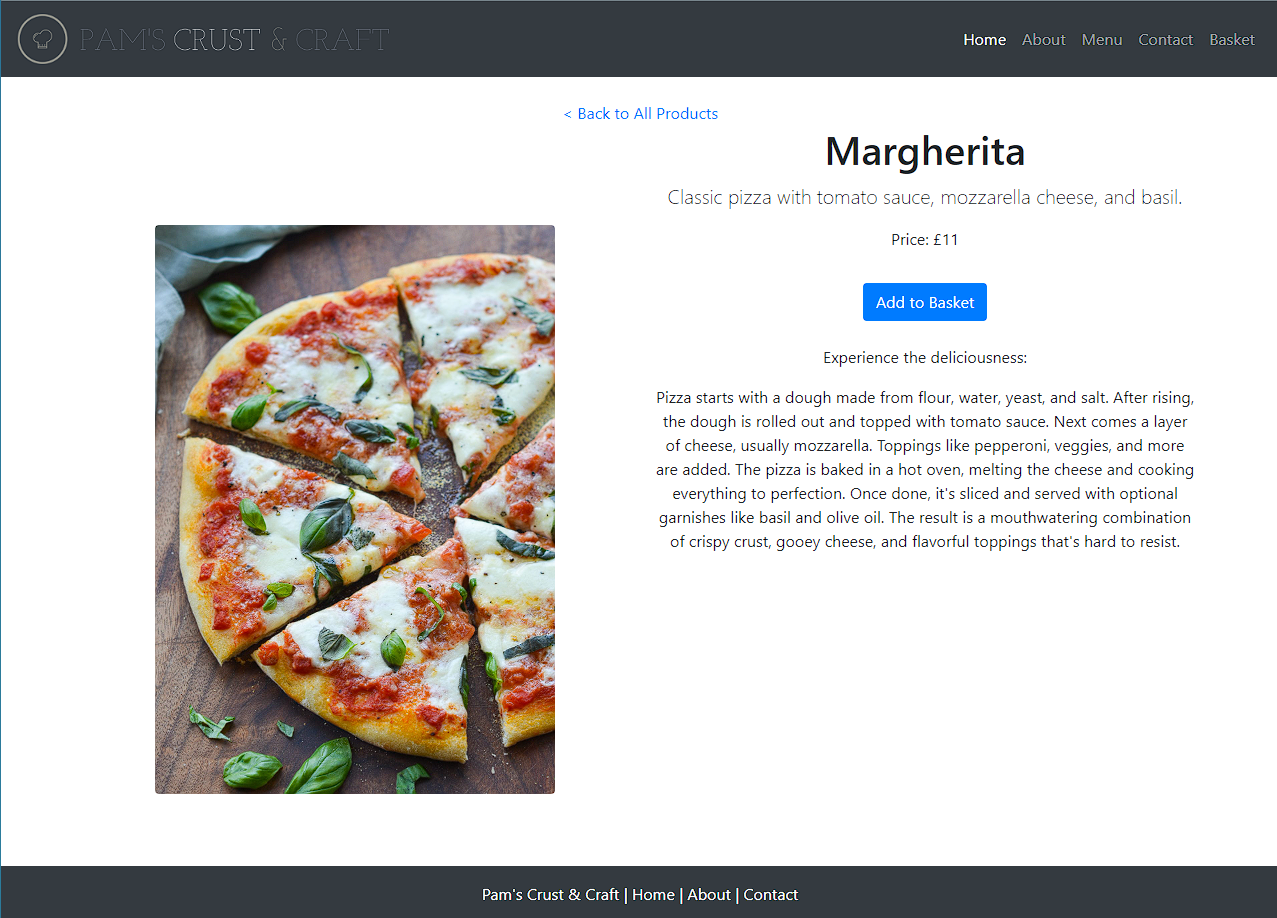 PAM'S CRUST & CRAFT
Home About Menu Contact Basket
< Back to All Products
Margherita
Classic pizza with tomato sauce, mozzarella cheese, and basil.
Price: £11
Add to Basket
Experience the deliciousness:
Pizza starts with a dough made from flour, water, yeast, and salt. After rising,
the dough is rolled out and topped with tomato sauce. Next comes a layer
of cheese, usually mozzarella. Toppings like pepperoni, veggies, and more
are added. The pizza is baked in a hot oven, melting the cheese and cooking
everything to perfection. Once done, it's sliced and served with optional
garnishes like basil and olive oil. The result is a mouthwatering combination
of crispy crust, gooey cheese, and flavorful toppings that's hard to resist.
Pam's Crust & Craft | Home | About | Contact